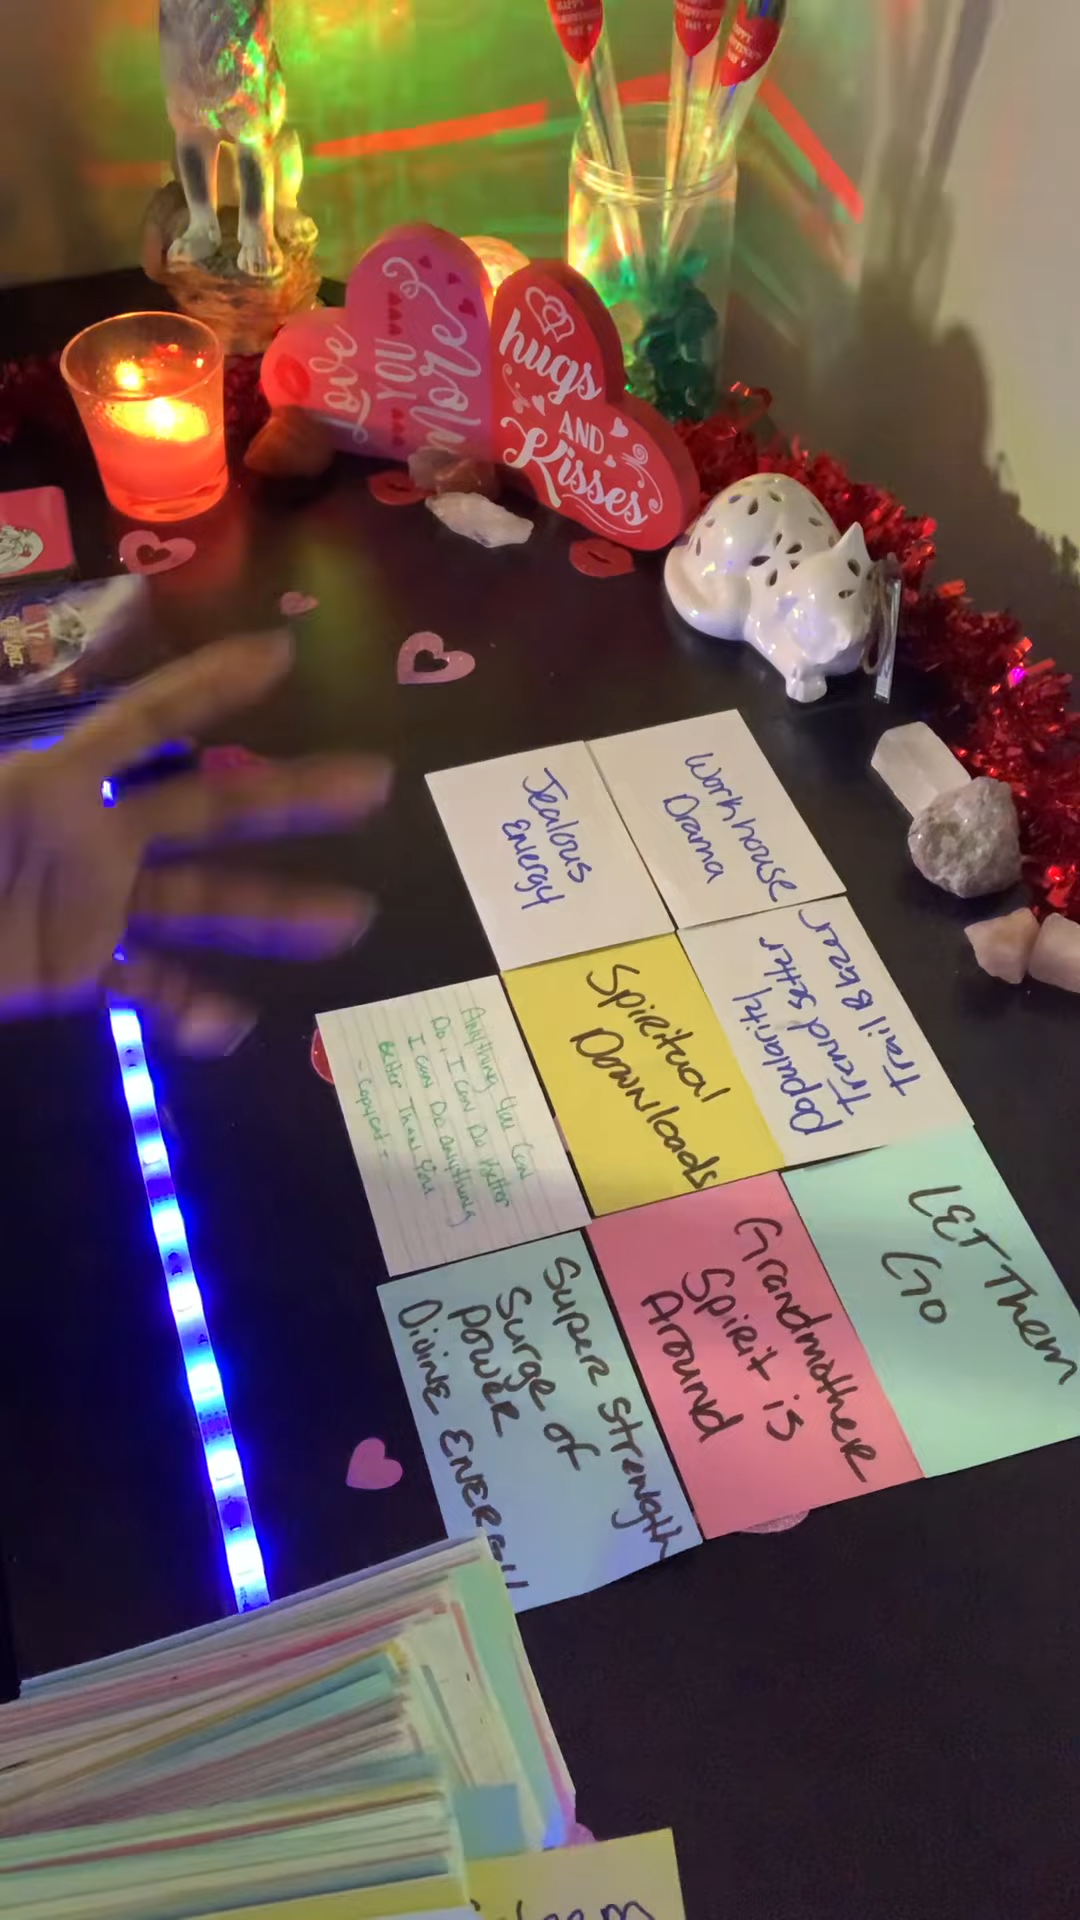 Love
YOU
More
hugs
AND
Kisses
Jealous
Energy
Workhouse
Drama
Anything You Can
Do, I Can Do Better
I Can Do Anything
Better Than You
- Copycat -
Spiritual
Downloads
Popularity
Trend setter
Trail Blazer
Super Strength
Surge of
Power
Divine Energy
Grandmother
Spirit is
Around
LET Them
Go